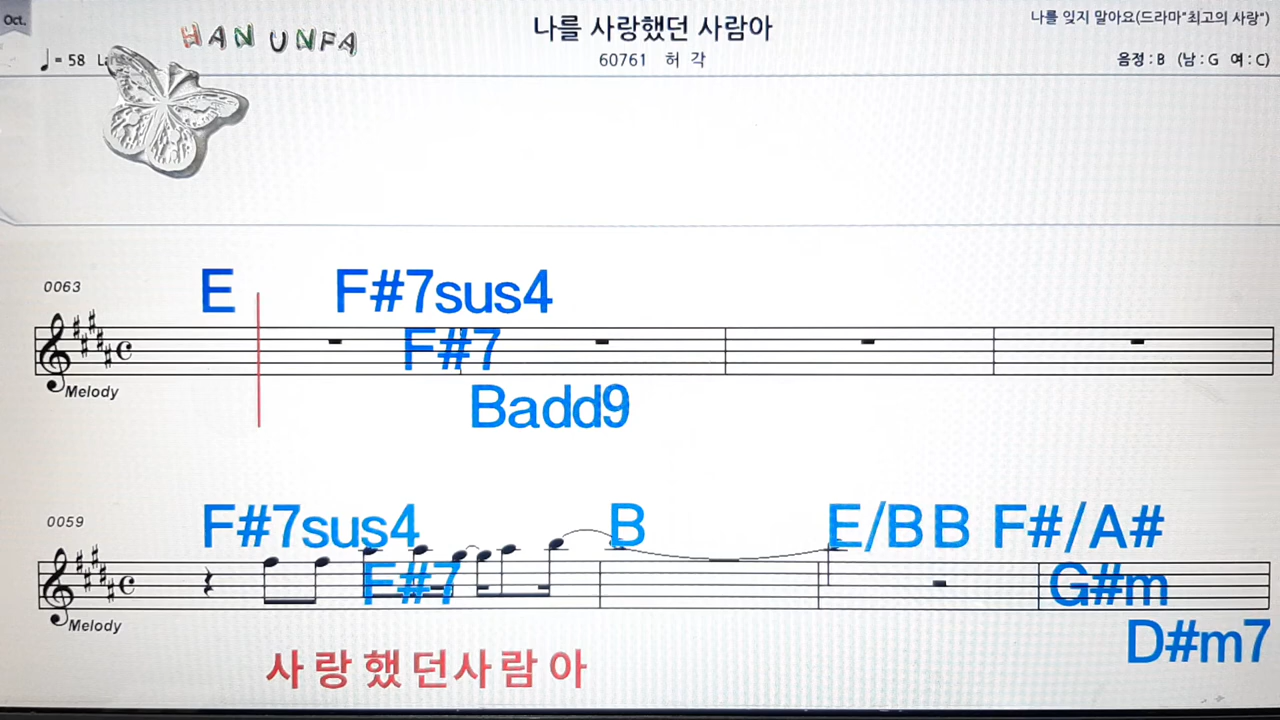 Oct.
HAN UNFA
나를 사랑했던 사람아
나를 잊지 말아요(드라마"최고의 사랑")
♩= 58
60761 허 각
음정 : B (남 : G 여 : C)
0063
E F#7sus4
F#7
Melody
Badd9
0059
F#7sus4 B E/B B F#/A#
F#7 G#m
Melody
D#m7
사 랑 했 던 사 람 아